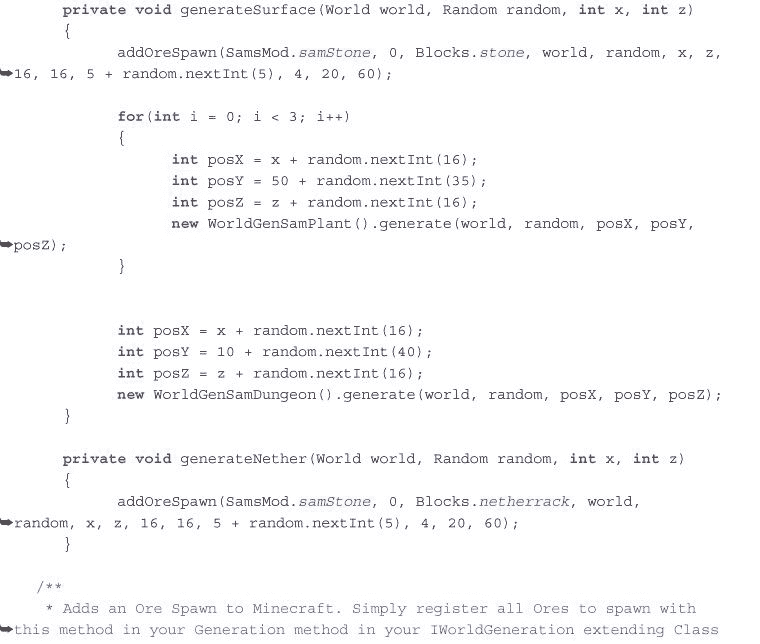 private void generateSurface(World world, Random random, int x, int z)
{
addOreSpawn(SamsMod.samStone, 0, Blocks.stone, world, random, x, z,
➥16, 16, 5 + random.nextInt(5), 4, 20, 60);
for(int i = 0; i < 3; i++)
{
int posX = x + random.nextInt(16);
int posY = 50 + random.nextInt(35);
int posZ = z + random.nextInt(16);
new WorldGenSamPlant().generate(world, random, posX, posY,
➥posZ);
}
int posX = x + random.nextInt(16);
int posY = 10 + random.nextInt(40);
int posZ = z + random.nextInt(16);
new WorldGenSamDungeon().generate(world, random, posX, posY, posZ);
}
private void generateNether(World world, Random random, int x, int z)
{
addOreSpawn(SamsMod.samStone, 0, Blocks.netherrack, world,
➥random, x, z, 16, 16, 5 + random.nextInt(5), 4, 20, 60);
}
/**
* Adds an Ore Spawn to Minecraft. Simply register all Ores to spawn with
➥this method in your Generation method in your IWorldGeneration extending Class